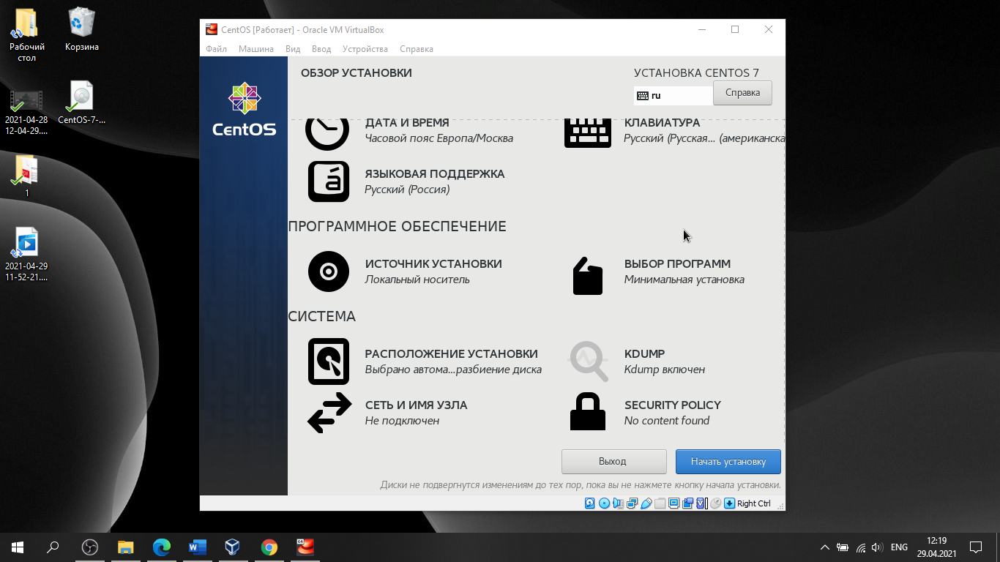 Рабочий
стол
Корзина
2021-04-28
12-04-29....
CentOS-7-...
1
2021-04-29
11-52-21....
CentOS [Работает] - Oracle VM VirtualBox
Файл Машина Вид Ввод Устройства Справка
CentOS
ОБЗОР УСТАНОВКИ
УСТАНОВКА CENTOS 7
ru
Справка
ДАТА И ВРЕМЯ
Часовой пояс Европа/Москва
КЛАВИАТУРА
Русский (Русская... (американска
ЯЗЫКОВАЯ ПОДДЕРЖКА
Русский (Россия)
ПРОГРАММНОЕ ОБЕСПЕЧЕНИЕ
ИСТОЧНИК УСТАНОВКИ
Локальный носитель
ВЫБОР ПРОГРАММ
Минимальная установка
СИСТЕМА
РАСПОЛОЖЕНИЕ УСТАНОВКИ
Выбрано автома...разбиение диска
KDUMP
Kdump включен
СЕТЬ И ИМЯ УЗЛА
Не подключен
SECURITY POLICY
No content found
Выход
Начать установку
Диски не подвергнутся изменениям до тех пор, пока вы не нажмете кнопку начала установки.
Right Ctrl
ENG
12:19
29.04.2021